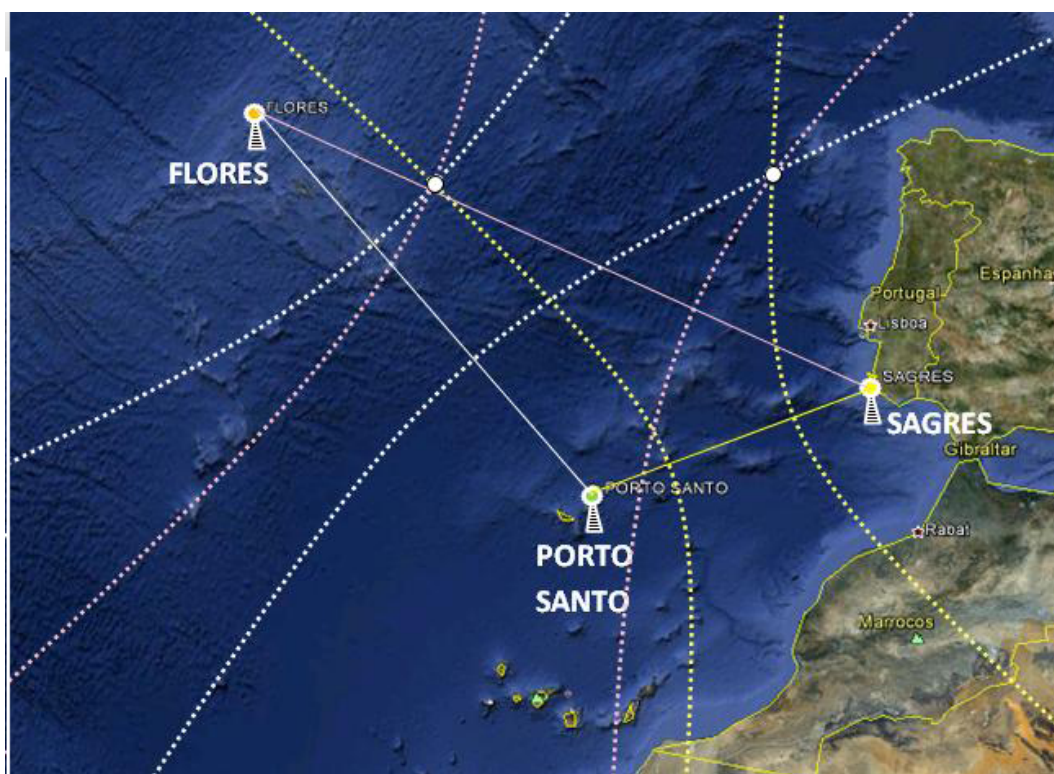 FLORES
FLORES
Portugal
Espanha
Lisboa
SAGRES
SAGRES
Gibraltar
PORTO SANTO
Rabat
PORTO
SANTO
Marrocos